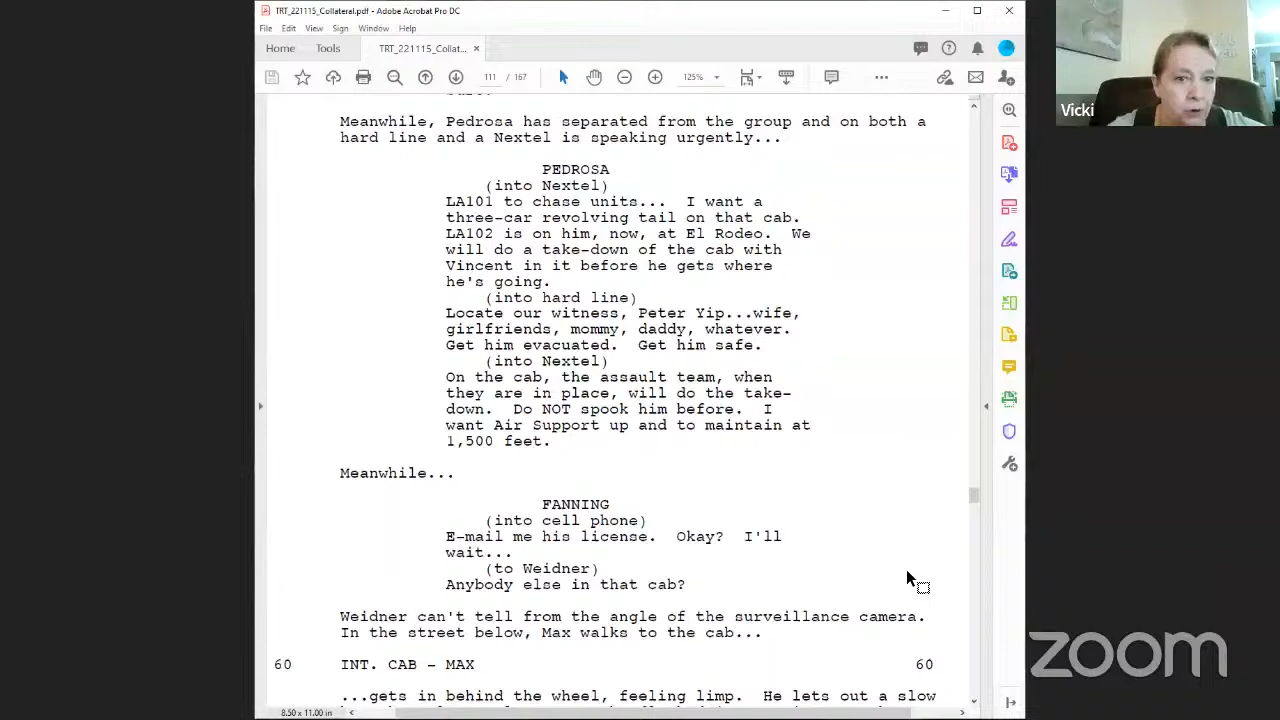 TRT_221115_Collateral.pdf - Adobe Acrobat Pro DC
File Edit View Sign Window Help
Home Tools TRT_221115_Collat... ×
111 / 167 125%
Vicki
Meanwhile, Pedrosa has separated from the group and on both a
hard line and a Nextel is speaking urgently...
PEDROSA
(into Nextel)
LA101 to chase units... I want a
three-car revolving tail on that cab.
LA102 is on him, now, at El Rodeo. We
will do a take-down of the cab with
Vincent in it before he gets where
he's going.
(into hard line)
Locate our witness, Peter Yip...wife,
girlfriends, mommy, daddy, whatever.
Get him evacuated. Get him safe.
(into Nextel)
On the cab, the assault team, when
they are in place, will do the take-
down. Do NOT spook him before. I
want Air Support up and to maintain at
1,500 feet.
Meanwhile...
FANNING
(into cell phone)
E-mail me his license. Okay? I'll
wait...
(to Weidner)
Anybody else in that cab?
Weidner can't tell from the angle of the surveillance camera.
In the street below, Max walks to the cab...
60 INT. CAB - MAX 60
...gets in behind the wheel, feeling limp. He lets out a slow
8.50 x 11.00 in
zoom